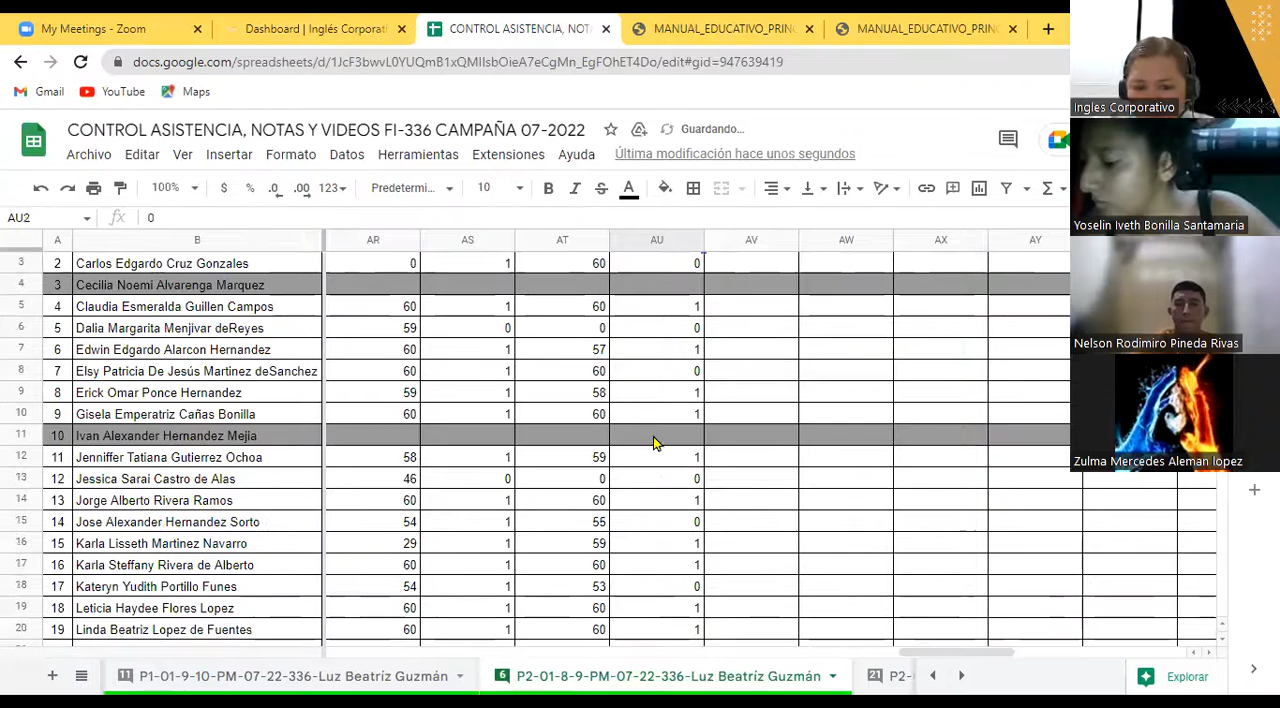 My Meetings - Zoom
Dashboard | Inglés Corporati
CONTROL ASISTENCIA, NOT
MANUAL_EDUCATIVO_PRIN
MANUAL_EDUCATIVO_PRIN
docs.google.com/spreadsheets/d/1JcF3bwvL0YUQmB1xQMIlsbOieA7eCgMn_EgFOhET4Do/edit#gid=947639419
Gmail YouTube Maps
CONTROL ASISTENCIA, NOTAS Y VIDEOS FI-336 CAMPAÑA 07 -2022 Guardando...
Archivo Editar Ver Insertar Formato Datos Herramientas Extensiones Ayuda Última modificación hace unos segundos
100% $ % .0 .00 123 Predetermi... 10 B I S A
AU2 fx 0
A B AR AS AT AU AV AW AX AY
3 2 Carlos Edgardo Cruz Gonzales 0 1 60 0
4 3 Cecilia Noemi Alvarenga Marquez
5 4 Claudia Esmeralda Guillen Campos 60 1 60 1
6 5 Dalia Margarita Menjivar deReyes 59 0 0 0
7 6 Edwin Edgardo Alarcon Hernandez 60 1 57 1
8 7 Elsy Patricia De Jesús Martinez deSanchez 60 1 60 0
9 8 Erick Omar Ponce Hernandez 59 1 58 1
10 9 Gisela Emperatriz Cañas Bonilla 60 1 60 1
11 10 Ivan Alexander Hernandez Mejia
12 11 Jenniffer Tatiana Gutierrez Ochoa 58 1 59 1
13 12 Jessica Sarai Castro de Alas 46 0 0 0
14 13 Jorge Alberto Rivera Ramos 60 1 60 1
15 14 Jose Alexander Hernandez Sorto 54 1 55 0
16 15 Karla Lisseth Martinez Navarro 29 1 59 1
17 16 Karla Steffany Rivera de Alberto 60 1 60 1
18 17 Kateryn Yudith Portillo Funes 54 1 53 0
19 18 Leticia Haydee Flores Lopez 60 1 60 1
20 19 Linda Beatriz Lopez de Fuentes 60 1 60 1
11 P1-01-9-10-PM-07-22-336-Luz Beatríz Guzmán
6 P2-01-8-9-PM-07-22-336-Luz Beatríz Guzmán
21 P2-
Explorar
Ingles Corporativo
Yoselin Iveth Bonilla Santamaria
Nelson Rodimiro Pineda Rivas
Zulma Mercedes Aleman lopez